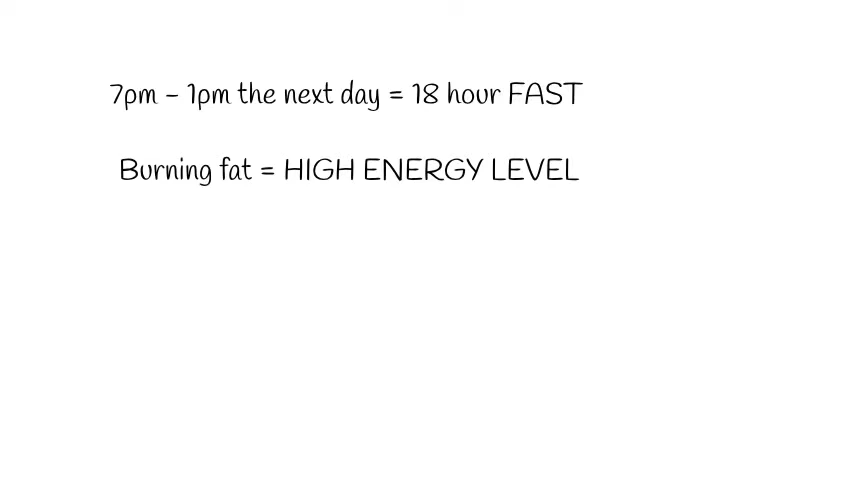 7pm - 1pm the next day = 18 hour FAST
Burning fat = HIGH ENERGY LEVEL